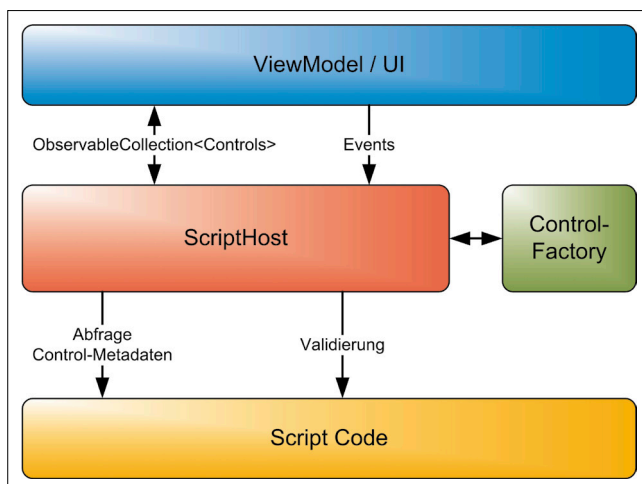 ViewModel / UI
ObservableCollection<Controls>
Events
ScriptHost
Control-
Factory
Abfrage
Control-Metadaten
Validierung
Script Code